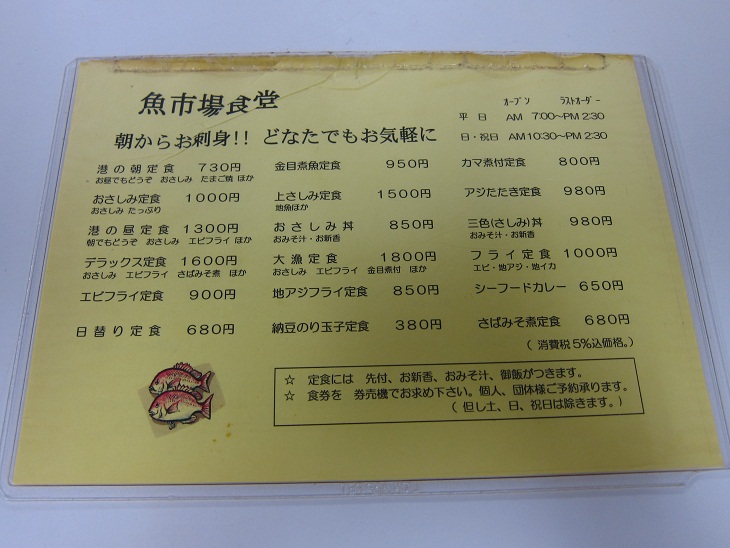 魚市場食堂
オープン　ラストオーダー
平　日　AM　7:00～PM 2:30
朝からお刺身!!　どなたでもお気軽に
日・祝日　AM10:30～PM 2:30
港の朝定食　730円
お昼でもどうぞ　おさしみ　たまご焼 ほか
金目煮魚定食　950円
カマ煮付定食　800円
おさしみ定食　1000円
おさしみ たっぷり
上さしみ定食　1500円
地魚ほか
アジたたき定食　980円
港の昼定食　1300円
朝でもどうぞ　おさしみ　エビフライ ほか
おさしみ丼　850円
おみそ汁・お新香
三色(さしみ)丼　980円
おみそ汁・お新香
デラックス定食　1600円
おさしみ　エビフライ　さばみそ煮　ほか
大漁定食　1800円
おさしみ　エビフライ　金目煮付　ほか
フライ定食　1000円
エビ・地アジ・地イカ
エビフライ定食　900円
地アジフライ定食　850円
シーフードカレー　650円
日替り定食　680円
納豆のり玉子定食　380円
さばみそ煮定食　680円
(消費税5%込価格。)
☆　定食には　先付、お新香、おみそ汁、御飯がつきます。
☆　食券を　券売機でお求め下さい。個人、団体様ご予約承ります。
(但し土、日、祝日は除きます。)